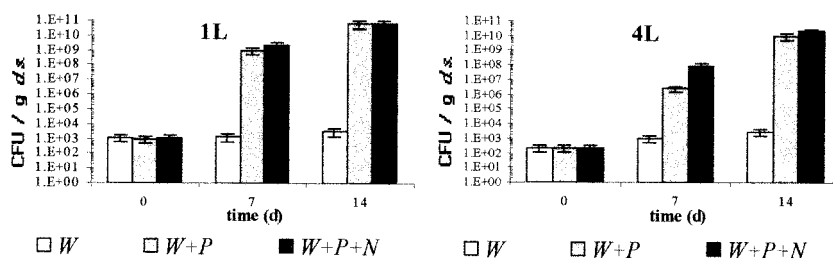 1L
CFU / g d.s.
1.E+11
1.E+10
1.E+09
1.E+08
1.E+07
1.E+06
1.E+05
1.E+04
1.E+03
1.E+02
1.E+01
1.E+00
0 7 14
time (d)
W W+P W+P+N
4L
CFU / g d.s.
1.E+11
1.E+10
1.E+09
1.E+08
1.E+07
1.E+06
1.E+05
1.E+04
1.E+03
1.E+02
1.E+01
1.E+00
0 7 14
time (d)
W W+P W+P+N